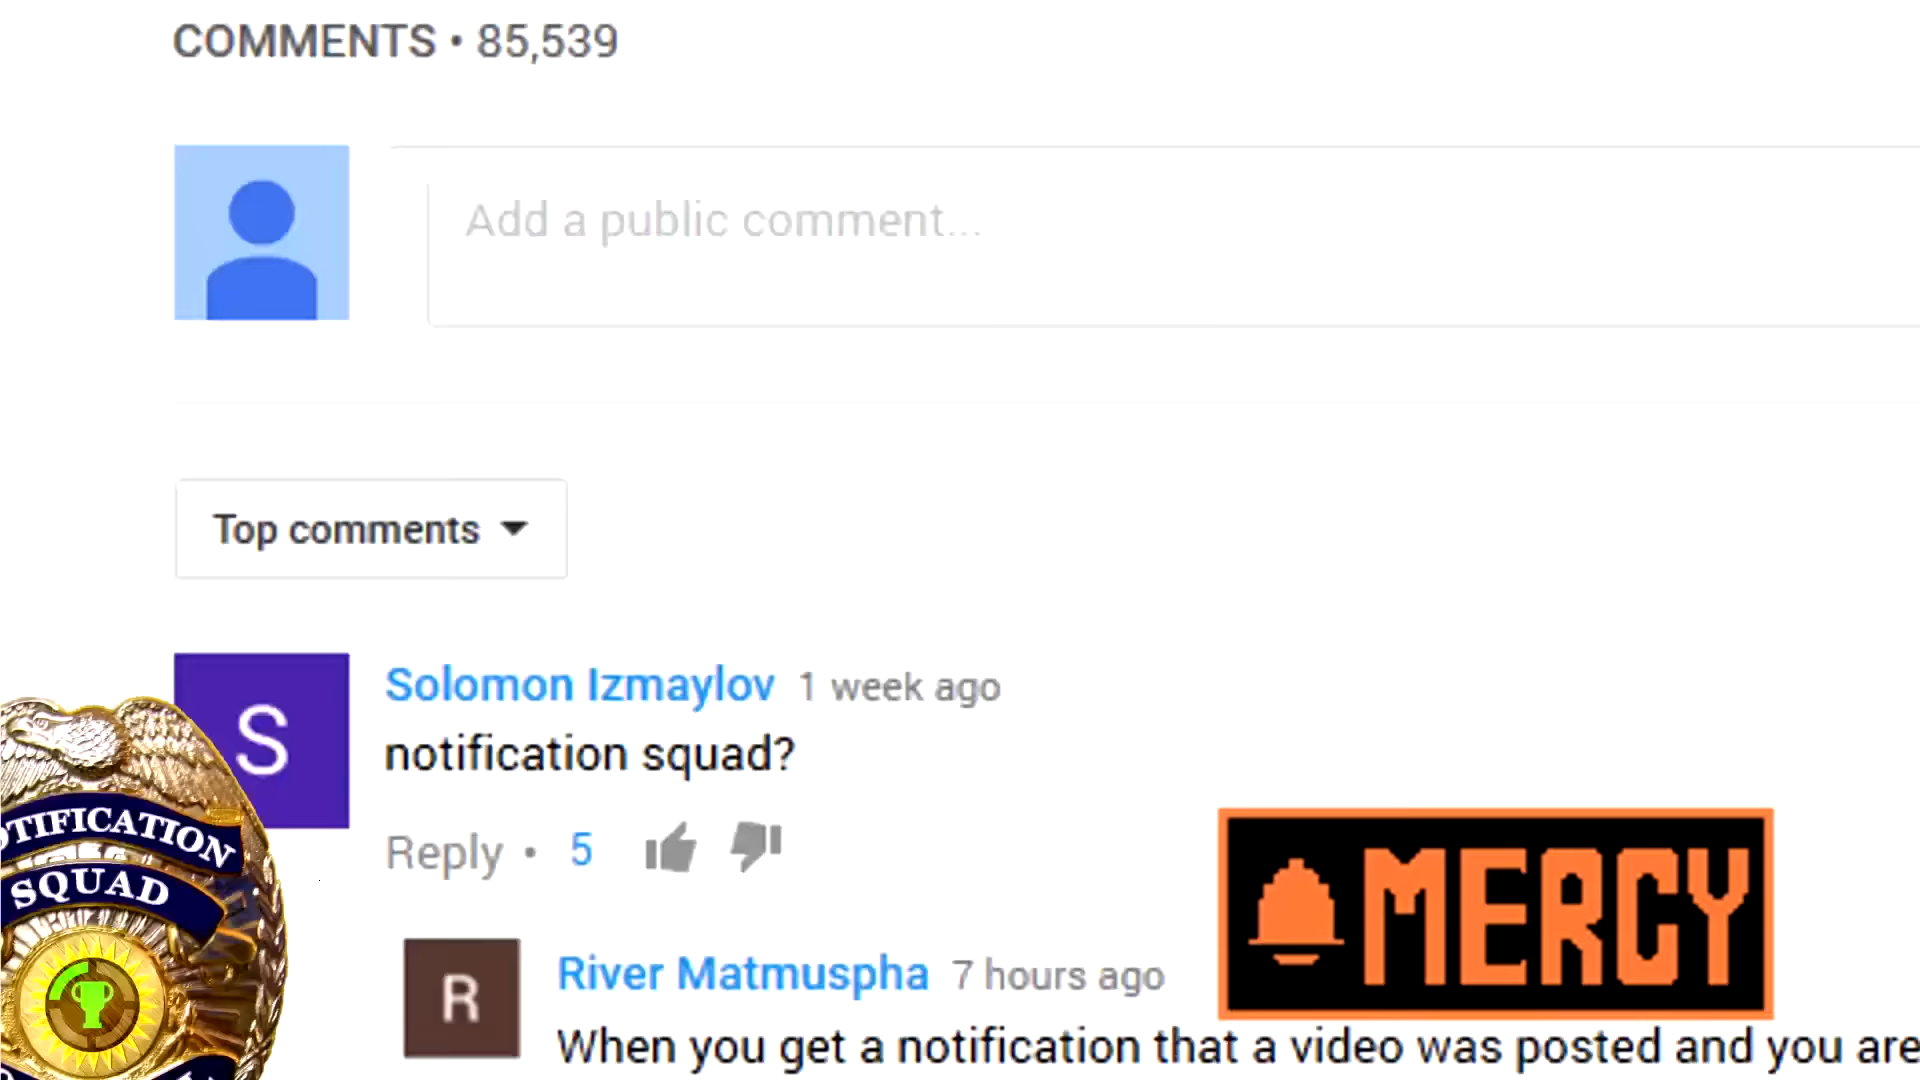 COMMENTS • 85,539
Add a public comment...
Top comments
S
Solomon Izmaylov 1 week ago
notification squad?
Reply • 5
OTIFICATION
SQUAD
MERCY
R
River Matmuspha 7 hours ago
When you get a notification that a video was posted and you are